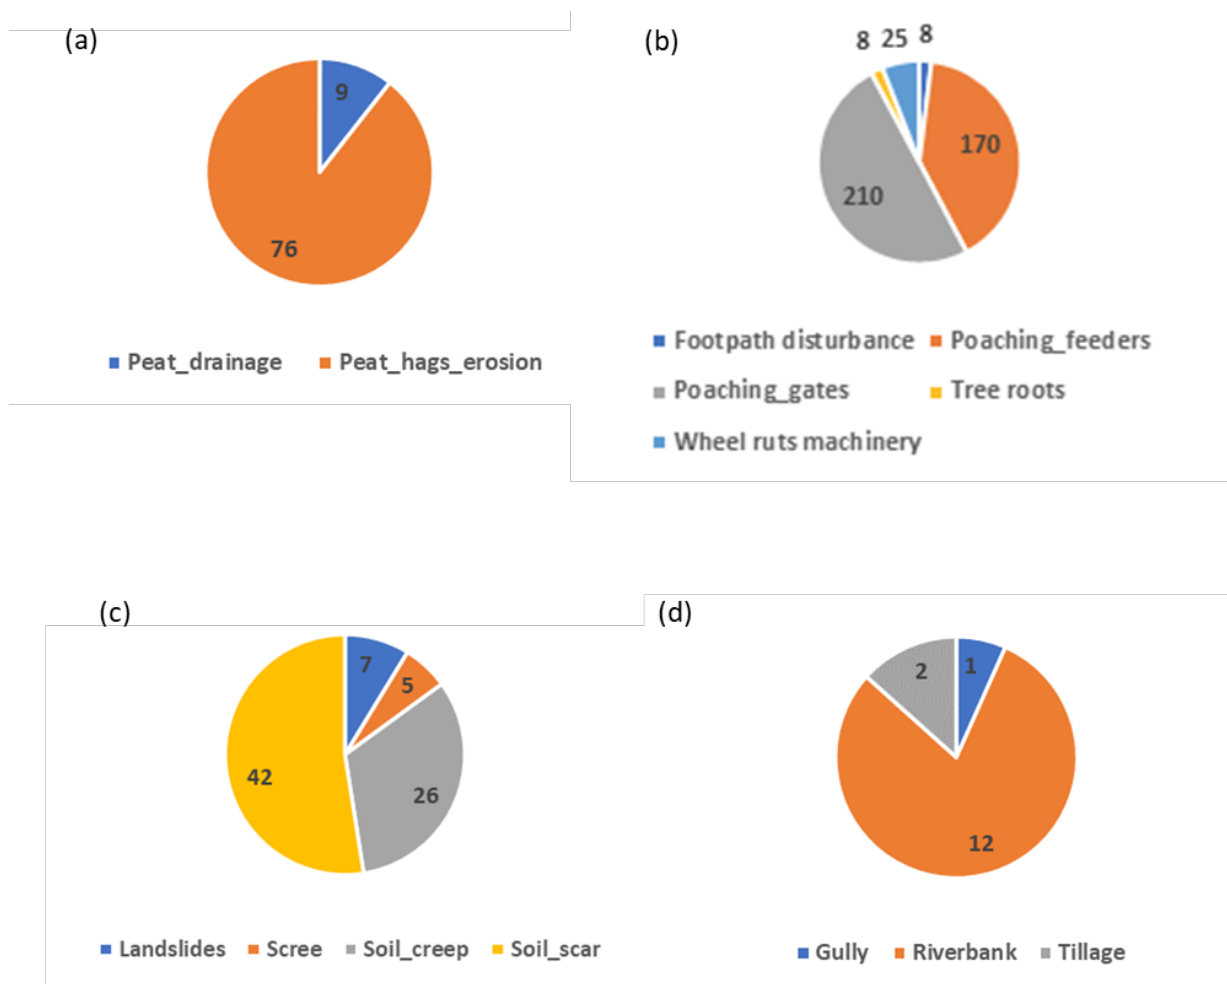 (a)
9
76
Peat_drainage Peat_hags_erosion
(b)
8 25 8
170
210
Footpath disturbance Poaching_feeders
Poaching_gates Tree roots
Wheel ruts machinery
(c)
7
5
42
26
Landslides Scree Soil_creep Soil_scar
(d)
2 1
12
Gully Riverbank Tillage